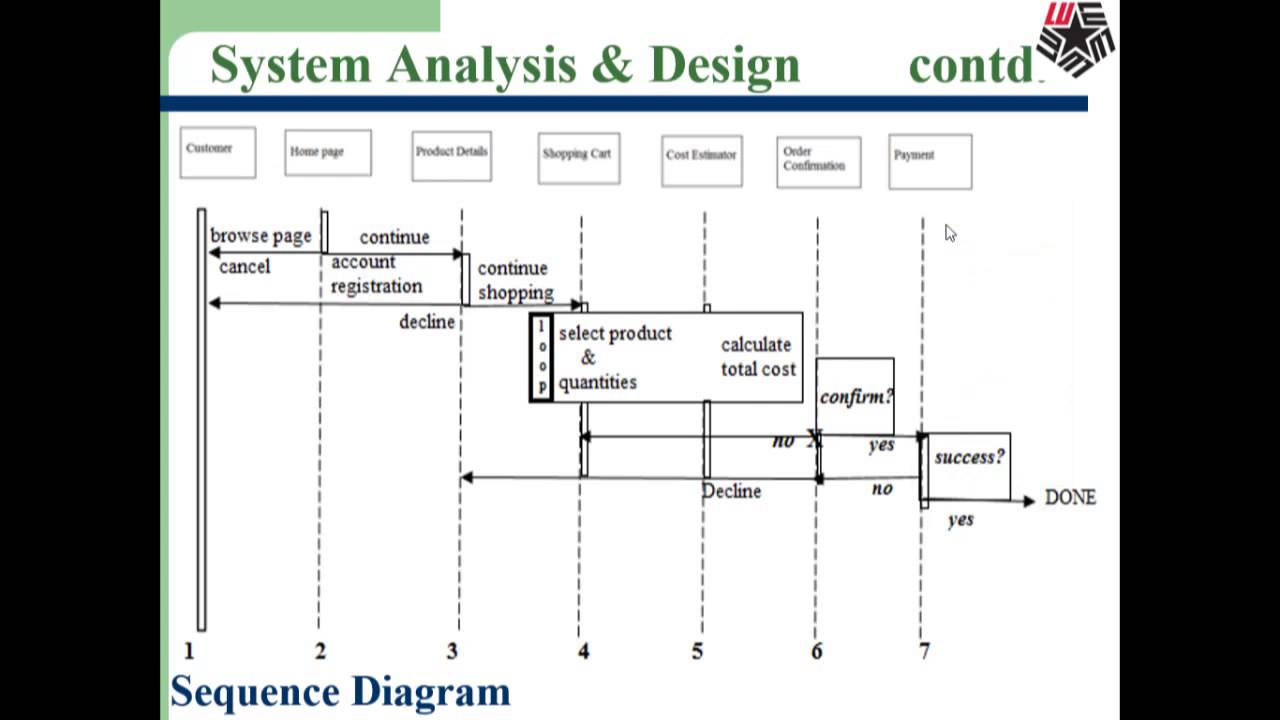 System Analysis & Design contd.
Customer
Home page
Product Details
Shopping Cart
Cost Estimator
Order
Confirmation
Payment
browse page
continue
cancel
account
registration
continue
shopping
decline
loop
select product
&
quantities
calculate
total cost
confirm?
no
X
yes
success?
Decline
no
DONE
yes
1 2 3 4 5 6 7
Sequence Diagram